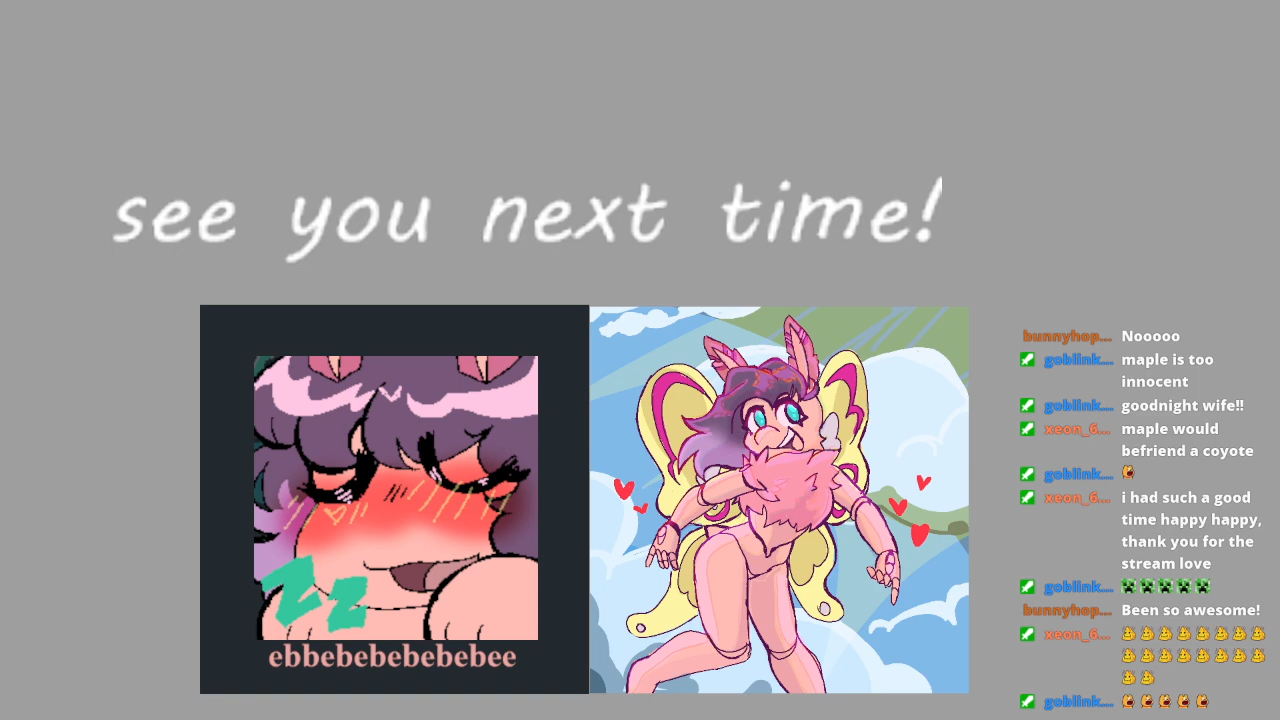 see you next time!
zz
ebbebebebebebee
bunnyhop... Nooooo
goblink.... maple is too
innocent
goblink.... goodnight wife!!
xeon_6... maple would
befriend a coyote
goblink....
xeon_6... i had such a good
time happy happy,
thank you for the
stream love
goblink....
bunnyhop... Been so awesome!
xeon_6...
goblink....